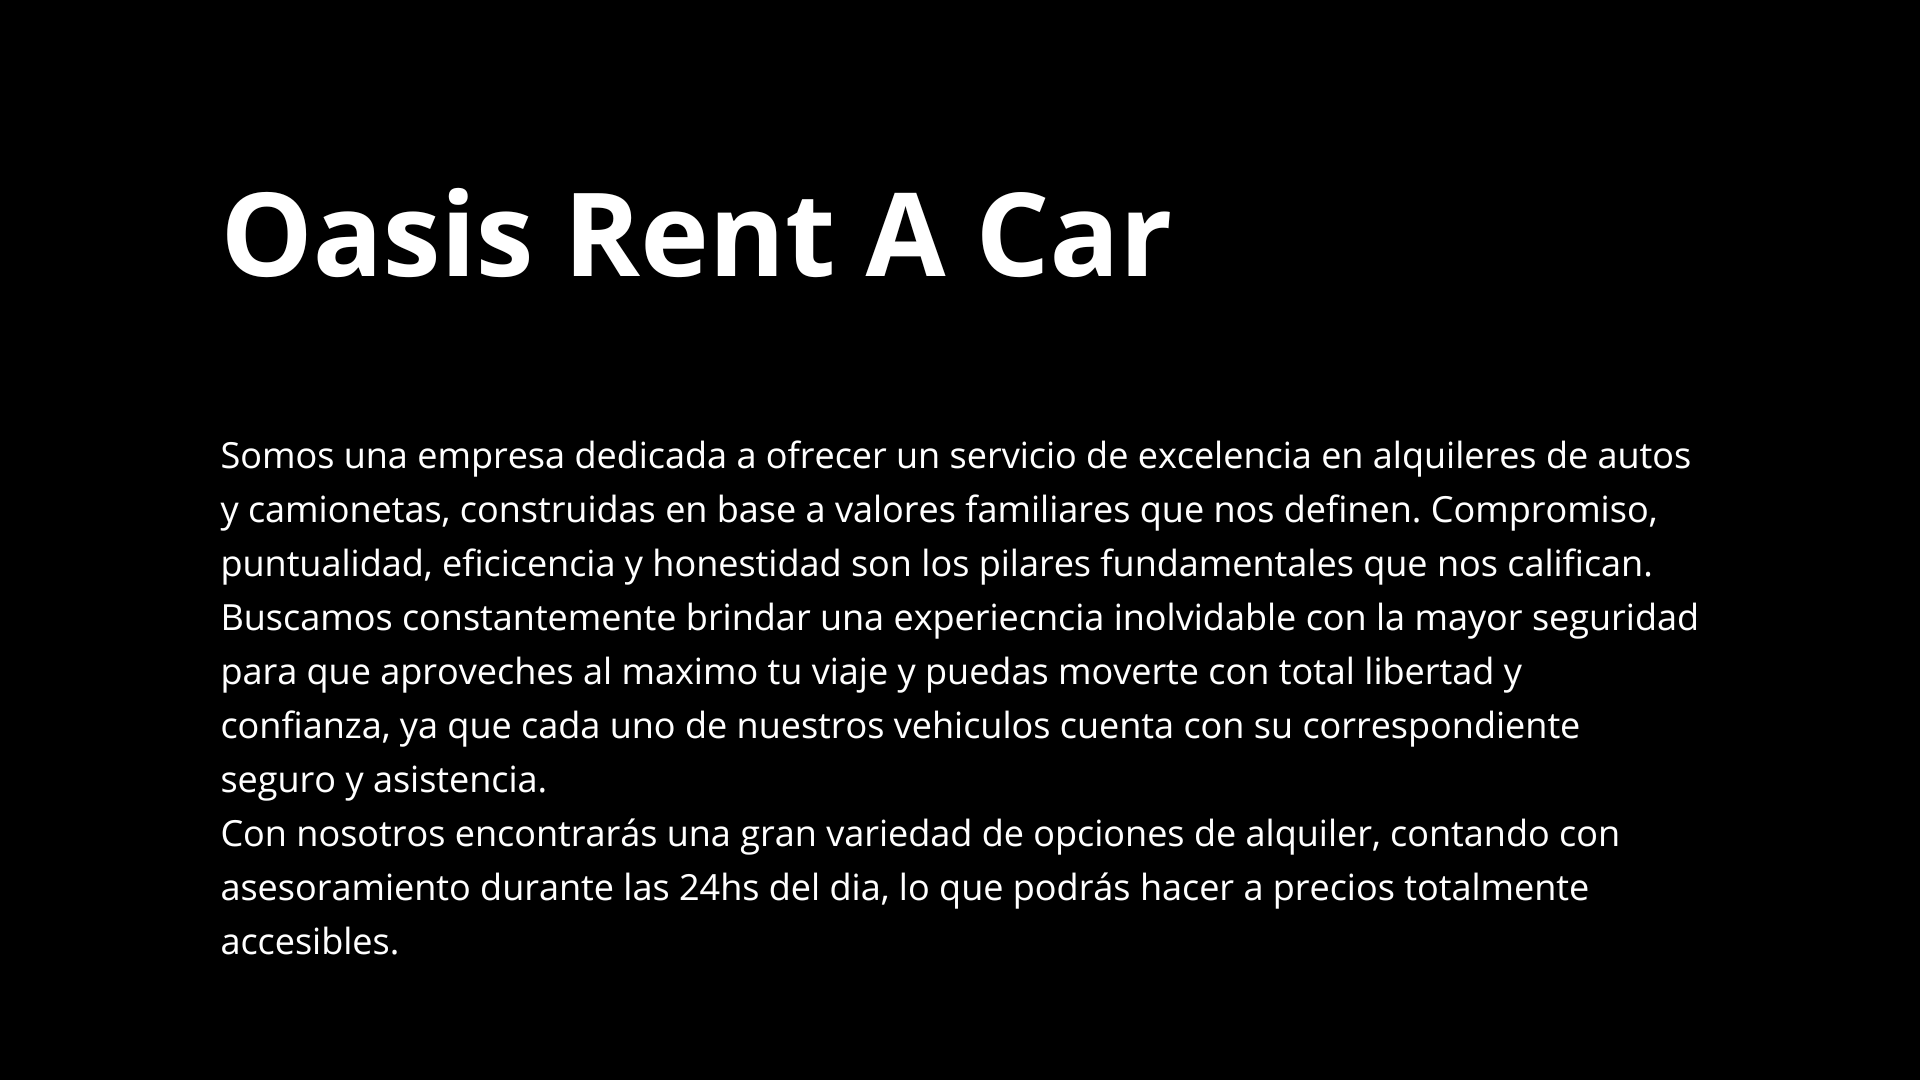 Oasis Rent A Car
Somos una empresa dedicada a ofrecer un servicio de excelencia en alquileres de autos
y camionetas, construidas en base a valores familiares que nos definen. Compromiso,
puntualidad, eficicencia y honestidad son los pilares fundamentales que nos califican.
Buscamos constantemente brindar una experiecncia inolvidable con la mayor seguridad
para que aproveches al maximo tu viaje y puedas moverte con total libertad y
confianza, ya que cada uno de nuestros vehiculos cuenta con su correspondiente
seguro y asistencia.
Con nosotros encontrarás una gran variedad de opciones de alquiler, contando con
asesoramiento durante las 24hs del dia, lo que podrás hacer a precios totalmente
accesibles.